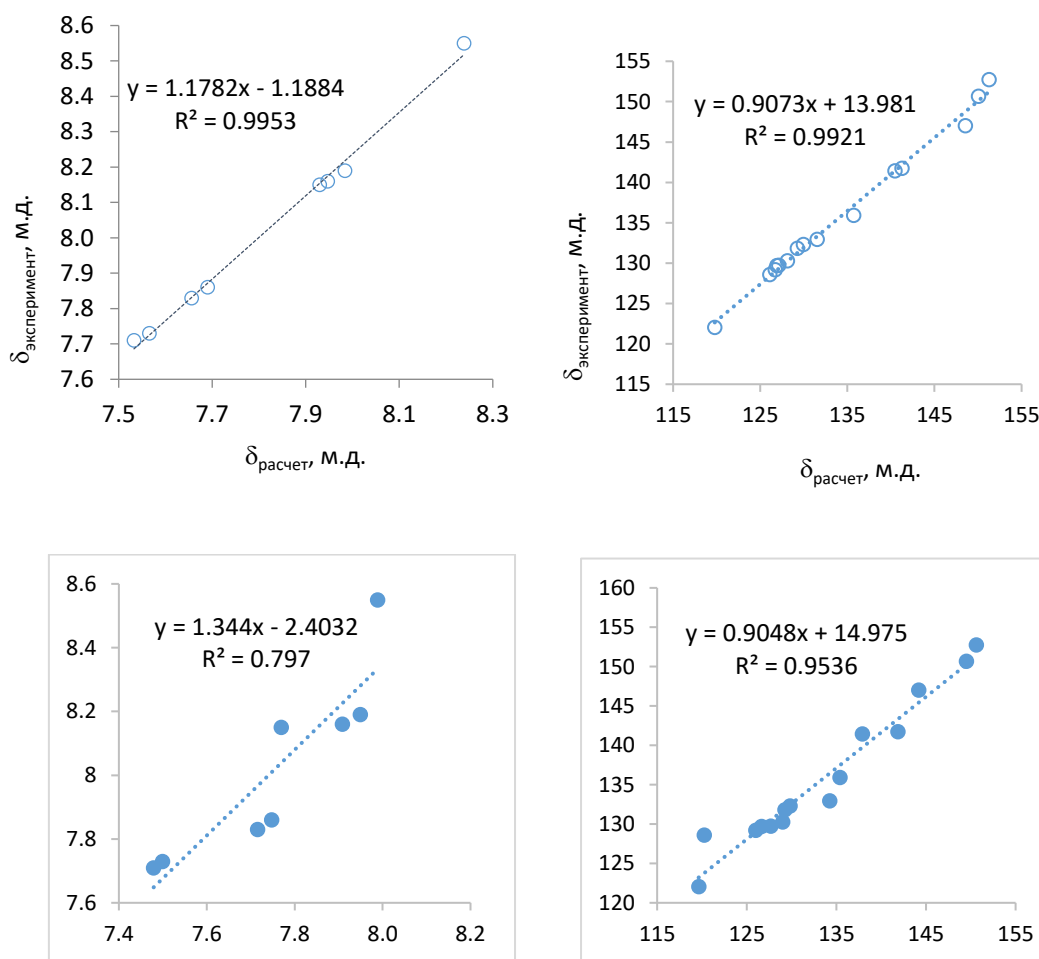 8.6
8.5
8.4
8.3
8.2
8.1
8.0
7.9
7.8
7.7
7.6
y = 1.1782x - 1.1884
R² = 0.9953
δэксперимент, м.д.
7.5 7.7 7.9 8.1 8.3
δрасчет, м.д.
155
150
145
140
135
130
125
120
115
y = 0.9073x + 13.981
R² = 0.9921
δэксперимент, м.д.
115 125 135 145 155
δрасчет, м.д.
8.6
8.4
8.2
8
7.8
7.6
y = 1.344x - 2.4032
R² = 0.797
7.4 7.6 7.8 8.0 8.2
160
155
150
145
140
135
130
125
120
y = 0.9048x + 14.975
R² = 0.9536
115 125 135 145 155